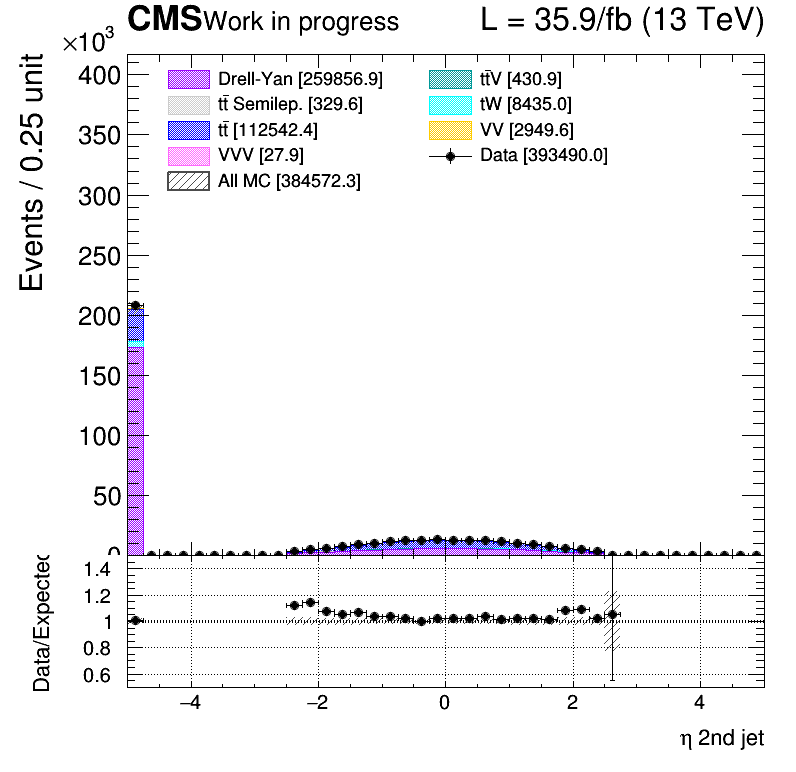 CMS Work in progress L = 35.9/fb (13 TeV)
×10³
Events / 0.25 unit
400
350
300
250
200
150
100
50
0
Drell-Yan [259856.9]
tt̄ Semilep. [329.6]
tt̄ [112542.4]
VVV [27.9]
All MC [384572.3]
tt̄V [430.9]
tW [8435.0]
VV [2949.6]
Data [393490.0]
Data/Expected
1.4
1.2
1
0.8
0.6
−4 −2 0 2 4
η 2nd jet